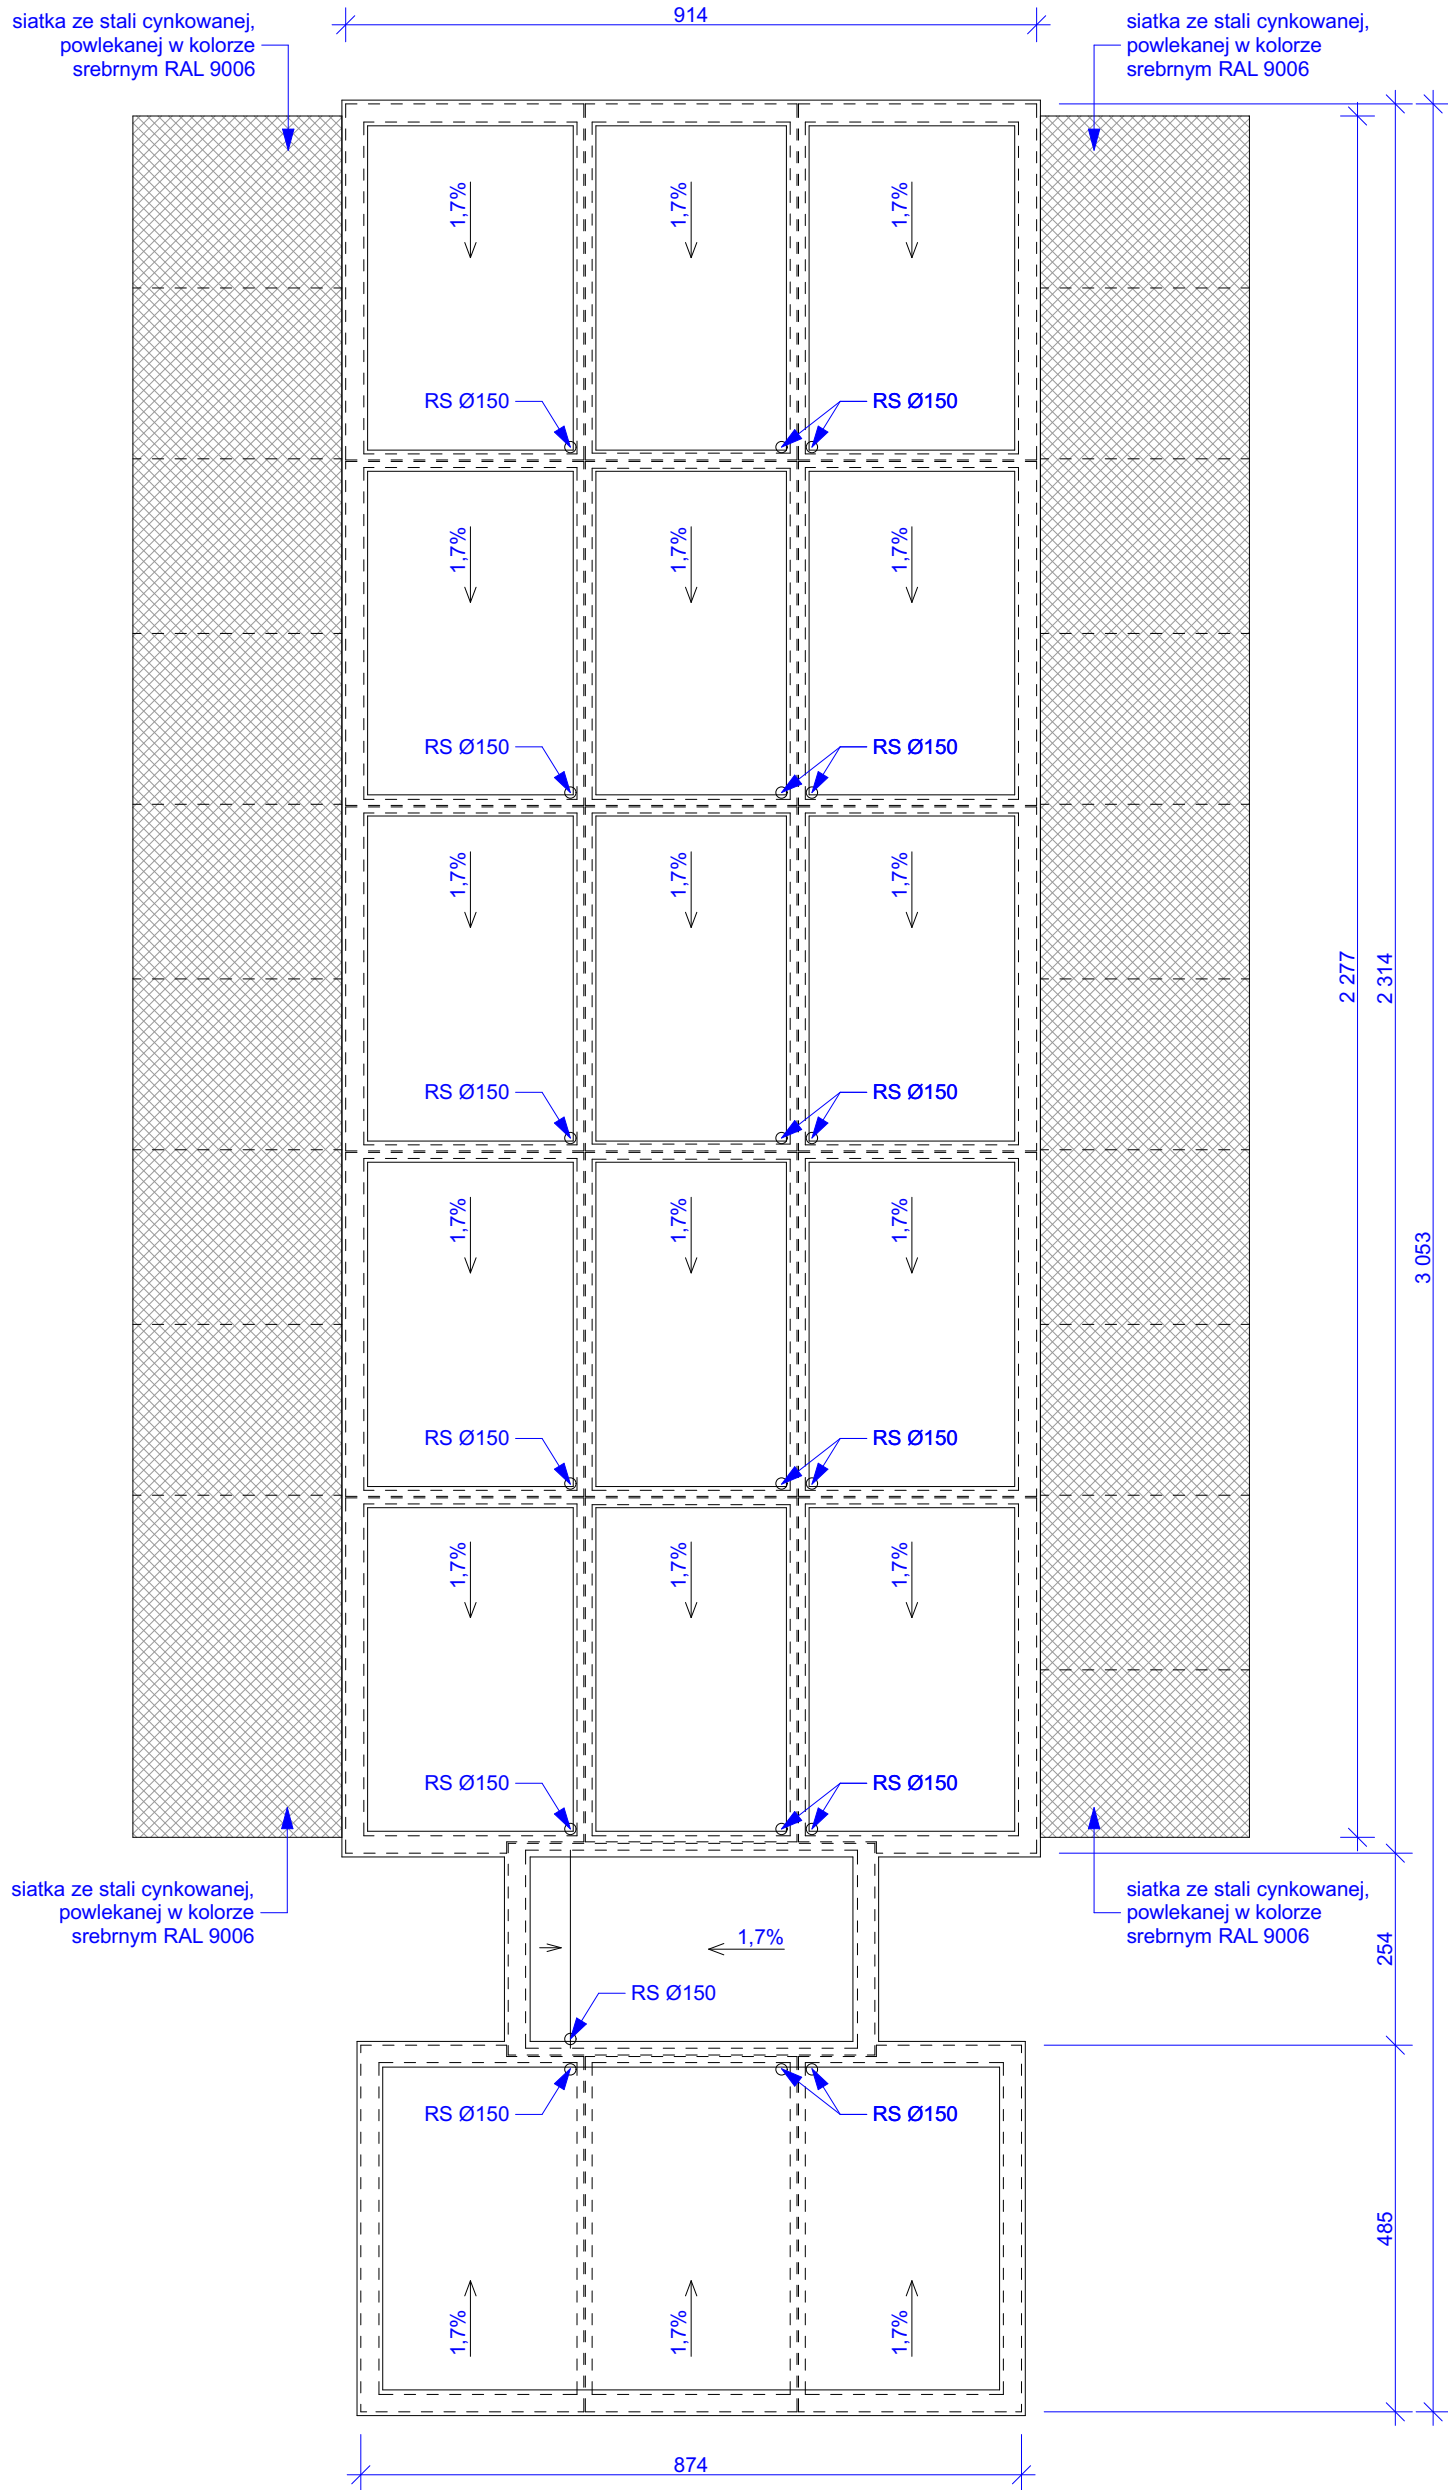 siatka ze stali cynkowanej,
powlekanej w kolorze
srebrnym RAL 9006
914
siatka ze stali cynkowanej,
powlekanej w kolorze
srebrnym RAL 9006
1,7%
1,7%
1,7%
RS Ø150
RS Ø150
1,7%
1,7%
1,7%
RS Ø150
RS Ø150
1,7%
1,7%
1,7%
2 277
2 314
RS Ø150
RS Ø150
1,7%
1,7%
1,7%
3 053
RS Ø150
RS Ø150
1,7%
1,7%
1,7%
RS Ø150
RS Ø150
siatka ze stali cynkowanej,
powlekanej w kolorze
srebrnym RAL 9006
siatka ze stali cynkowanej,
powlekanej w kolorze
srebrnym RAL 9006
1,7%
254
RS Ø150
RS Ø150
RS Ø150
485
1,7%
1,7%
1,7%
874